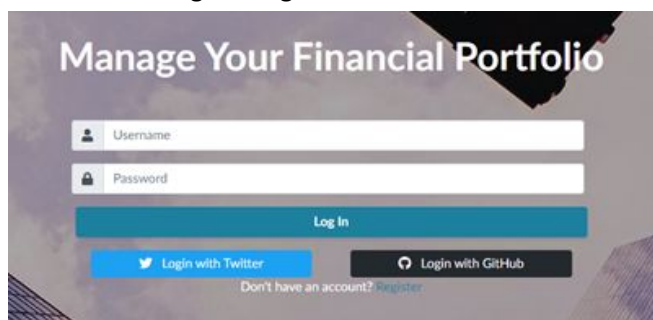 Manage Your Financial Portfolio
Username
Password
Log In
Login with Twitter
Login with GitHub
Don't have an account? Register